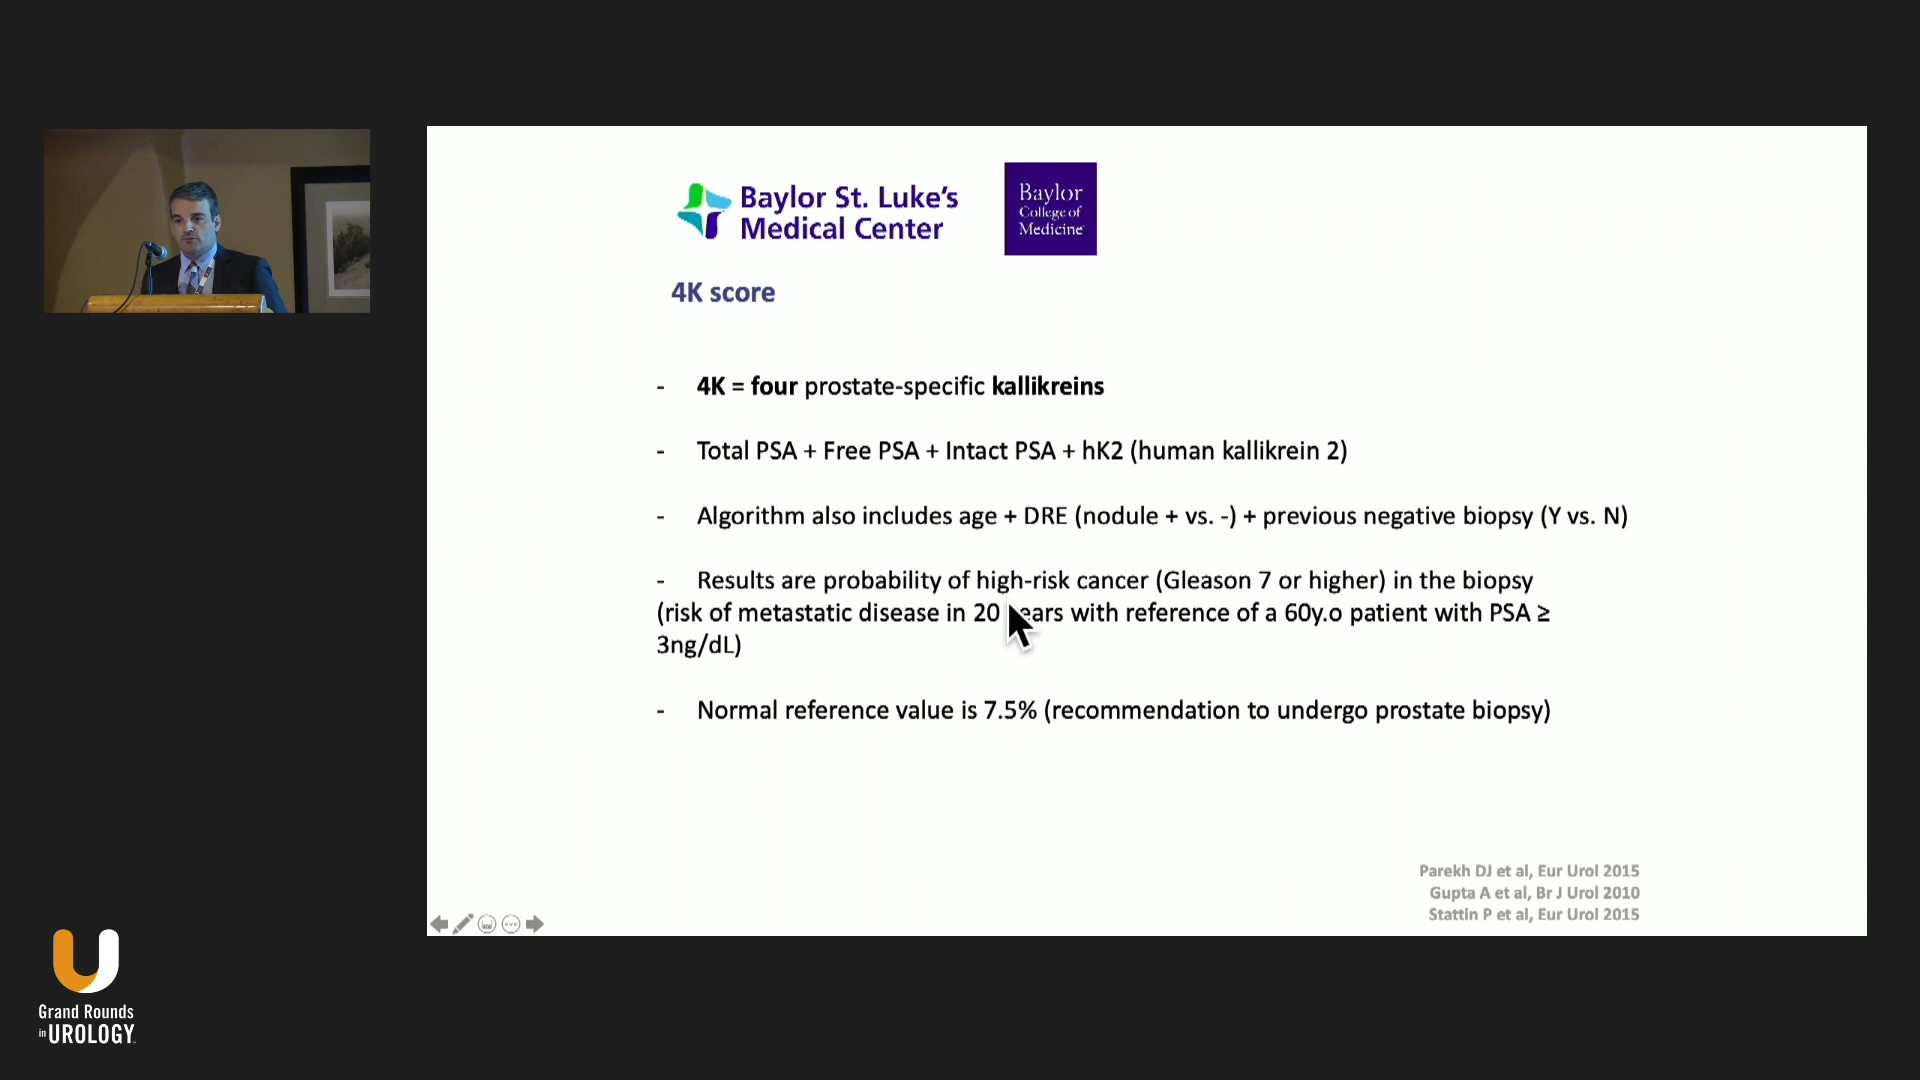 Baylor St. Luke's
Medical Center
Baylor
College of
Medicine
4K score
- 4K = four prostate-specific kallikreins
- Total PSA + Free PSA + Intact PSA + hK2 (human kallikrein 2)
- Algorithm also includes age + DRE (nodule + vs. -) + previous negative biopsy (Y vs. N)
- Results are probability of high-risk cancer (Gleason 7 or higher) in the biopsy
(risk of metastatic disease in 20 years with reference of a 60y.o patient with PSA ≥
3ng/dL)
- Normal reference value is 7.5% (recommendation to undergo prostate biopsy)
Parekh DJ et al, Eur Urol 2015
Gupta A et al, Br J Urol 2010
Stattin P et al, Eur Urol 2015
Grand Rounds
in UROLOGY